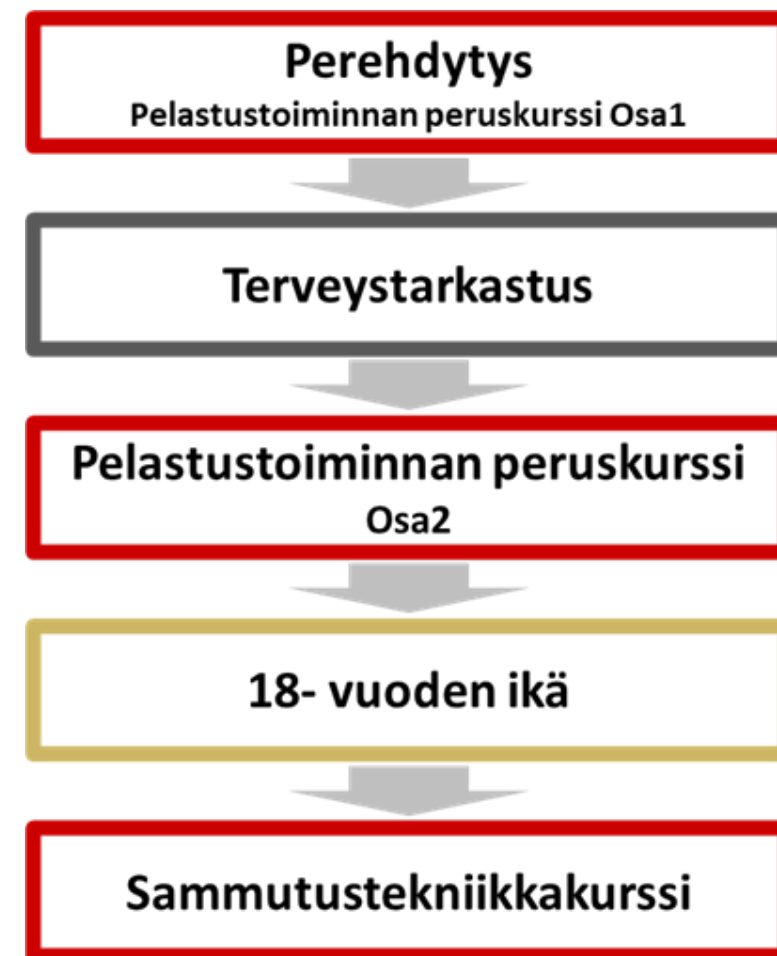 Perehdytys
Pelastustoiminnan peruskurssi Osa1
Terveystarkastus
Pelastustoiminnan peruskurssi
Osa2
18- vuoden ikä
Sammutustekniikkakurssi